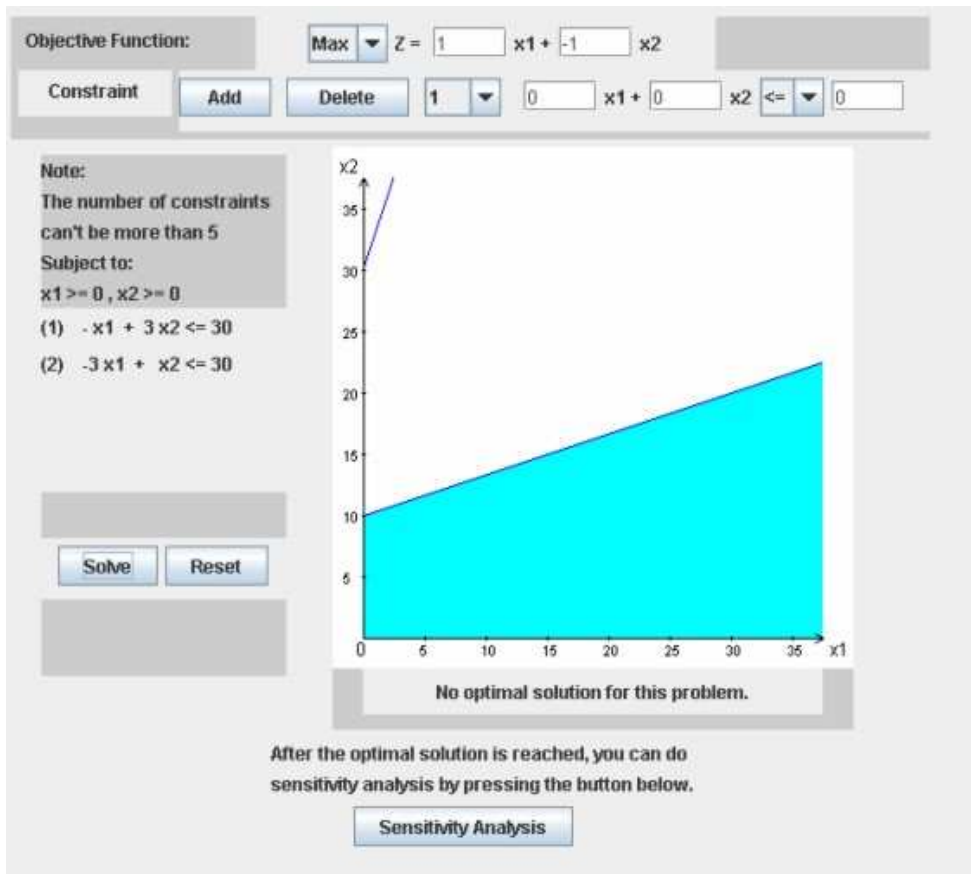 Objective Function: Max Z = 1 x1 + -1 x2
Constraint Add Delete 1 0 x1 + 0 x2 <= 0
Note:
The number of constraints
can't be more than 5
Subject to:
x1 >= 0 , x2 >= 0
(1) - x1 + 3 x2 <= 30
(2) -3 x1 + x2 <= 30
Solve Reset
x2
35
30
25
20
15
10
5
0 5 10 15 20 25 30 35 x1
No optimal solution for this problem.
After the optimal solution is reached, you can do
sensitivity analysis by pressing the button below.
Sensitivity Analysis